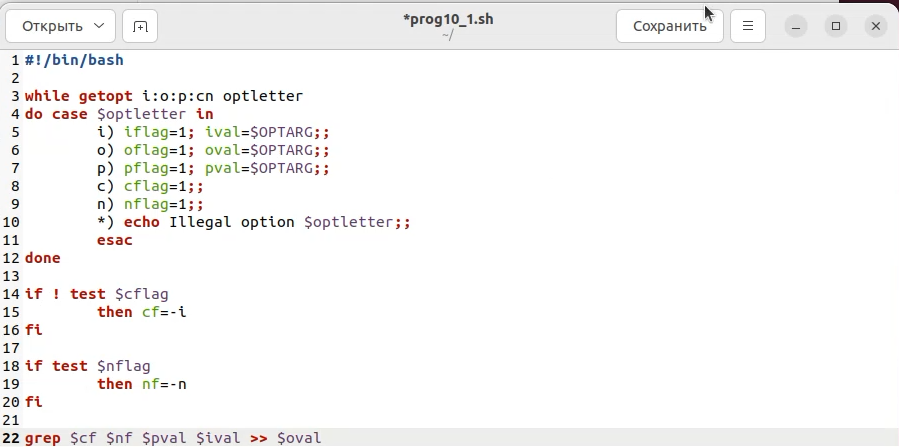 Открыть
*prog10_1.sh
~/
Сохранить
1 #!/bin/bash
2
3 while getopt i:o:p:cn optletter
4 do case $optletter in
5 i) iflag=1; ival=$OPTARG;;
6 o) oflag=1; oval=$OPTARG;;
7 p) pflag=1; pval=$OPTARG;;
8 c) cflag=1;;
9 n) nflag=1;;
10 *) echo Illegal option $optletter;;
11 esac
12 done
13
14 if ! test $cflag
15 then cf=-i
16 fi
17
18 if test $nflag
19 then nf=-n
20 fi
21
22 grep $cf $nf $pval $ival >> $oval